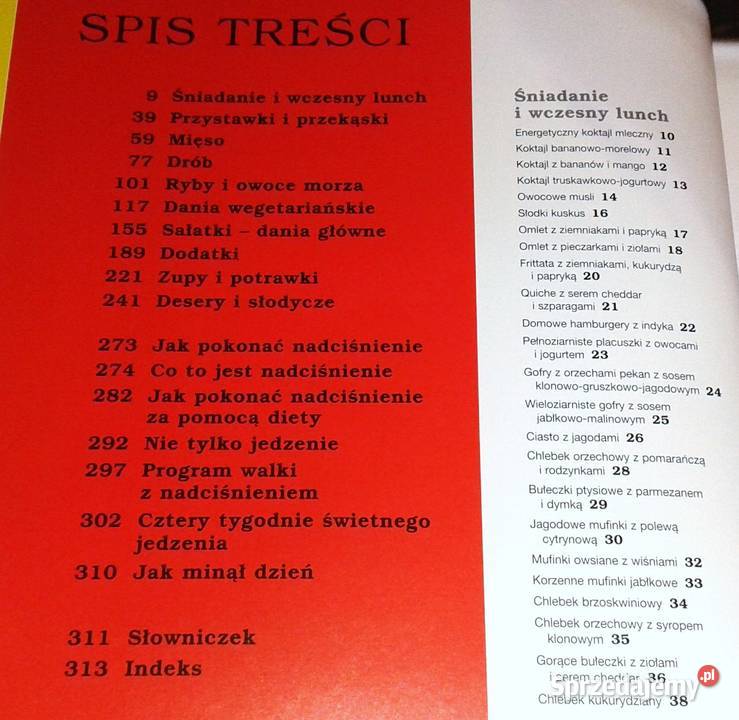 SPIS TREŚCI
9 Śniadanie i wczesny lunch
39 Przystawki i przekąski
59 Mięso
77 Drób
101 Ryby i owoce morza
117 Dania wegetariańskie
155 Sałatki – dania główne
189 Dodatki
221 Zupy i potrawki
241 Desery i słodycze
273 Jak pokonać nadciśnienie
274 Co to jest nadciśnienie
282 Jak pokonać nadciśnienie
za pomocą diety
292 Nie tylko jedzenie
297 Program walki
z nadciśnieniem
302 Cztery tygodnie świetnego
jedzenia
310 Jak minął dzień
311 Słowniczek
313 Indeks
Śniadanie
i wczesny lunch
Energetyczny koktajl mleczny 10
Koktajl bananowo-morelowy 11
Koktajl z bananów i mango 12
Koktajl truskawkowo-jogurtowy 13
Owocowe musli 14
Słodki kuskus 16
Omlet z ziemniakami i papryką 17
Omlet z pieczarkami i ziołami 18
Frittata z ziemniakami, kukurydzą
i papryką 20
Quiche z serem cheddar
i szparagami 21
Domowe hamburgery z indyka 22
Pełnoziarniste placuszki z owocami
i jogurtem 23
Gofry z orzechami pekan z sosem
klonowo-gruszkowo-jagodowym 24
Wieloziarniste gofry z sosem
jabłkowo-malinowym 25
Ciasto z jagodami 26
Chlebek orzechowy z pomarańczą
i rodzynkami 28
Bułeczki ptysiowe z parmezanem
i dymką 29
Jagodowe mufinki z polewą
cytrynową 30
Mufinki owsiane z wiśniami 32
Korzenne mufinki jabłkowe 33
Chlebek brzoskwiniowy 34
Chlebek orzechowy z syropem
klonowym 35
Gorące bułeczki z ziołami
i serem cheddar 36
Chlebek kukurydziany 38
Sprzedajemy.pl